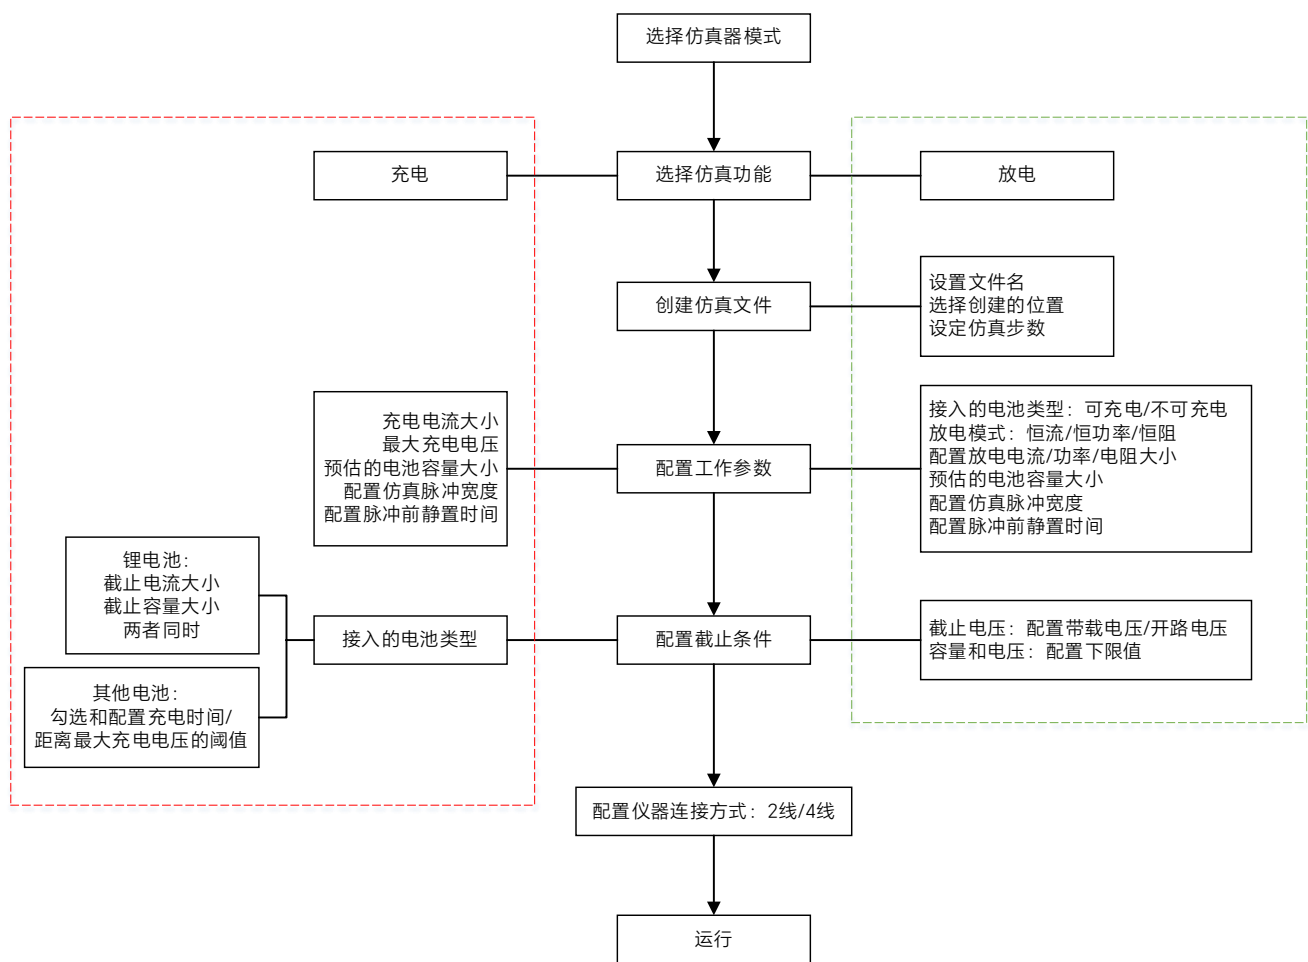 选择仿真器模式
充电
选择仿真功能
放电
创建仿真文件
设置文件名
选择创建的位置
设定仿真步数
充电电流大小
最大充电电压
预估的电池容量大小
配置仿真脉冲宽度
配置脉冲前静置时间
配置工作参数
接入的电池类型：可充电/不可充电
放电模式：恒流/恒功率/恒阻
配置放电电流/功率/电阻大小
预估的电池容量大小
配置仿真脉冲宽度
配置脉冲前静置时间
锂电池：
截止电流大小
截止容量大小
两者同时
其他电池：
勾选和配置充电时间/
距离最大充电电压的阈值
接入的电池类型
配置截止条件
截止电压：配置带载电压/开路电压
容量和电压：配置下限值
配置仪器连接方式：2线/4线
运行